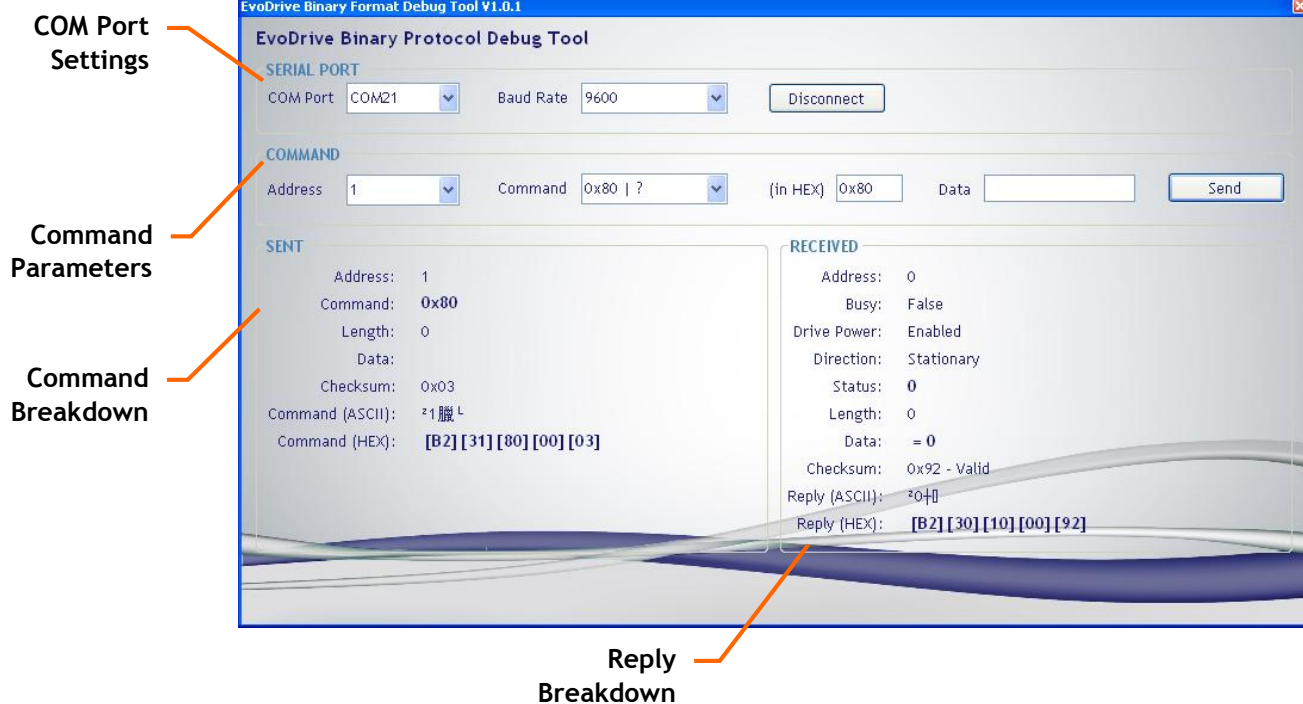 EvoDrive Binary Format Debug Tool V1.0.1
COM Port
Settings
EvoDrive Binary Protocol Debug Tool
SERIAL PORT
COM Port COM21 Baud Rate 9600 Disconnect
COMMAND
Address 1 Command 0x80 | ? (in HEX) 0x80 Data Send
Command
Parameters
SENT
Address: 1
Command: 0x80
Length: 0
Data:
Checksum: 0x03
Command (ASCII): ²1臘└
Command (HEX): [B2] [31] [80] [00] [03]
Command
Breakdown
RECEIVED
Address: 0
Busy: False
Drive Power: Enabled
Direction: Stationary
Status: 0
Length: 0
Data: = 0
Checksum: 0x92 - Valid
Reply (ASCII): ²0
Reply (HEX): [B2] [30] [10] [00] [92]
Reply
Breakdown